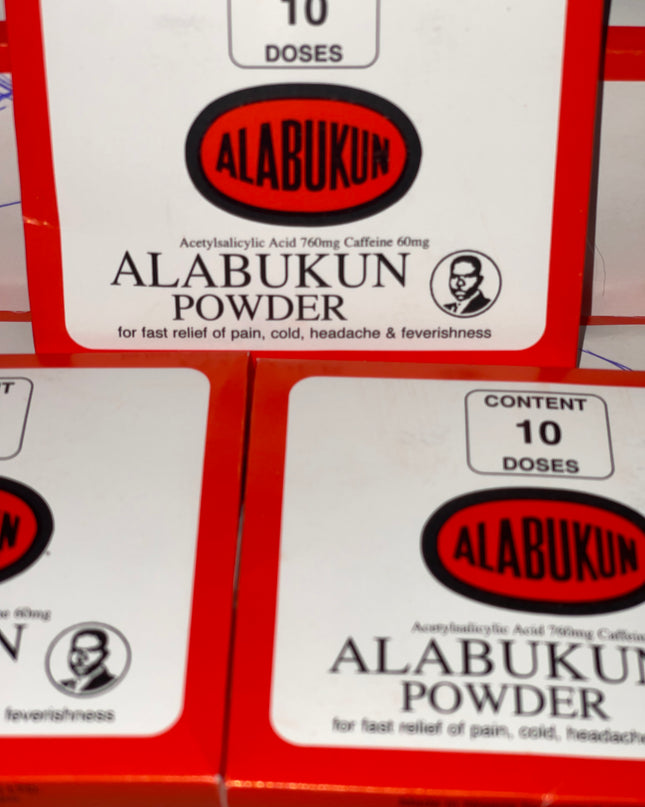 10
DOSES
ALABUKUN
Acetylsalicylic Acid 760mg Caffeine 60mg
ALABUKUN
POWDER
for fast relief of pain, cold, headache & feverishness
T
N
60mg
N
feverishness
CONTENT
10
DOSES
ALABUKUN
Acetylsalicylic Acid 760mg Caffeine
ALABUKUN
POWDER
for fast relief of pain, cold, headache